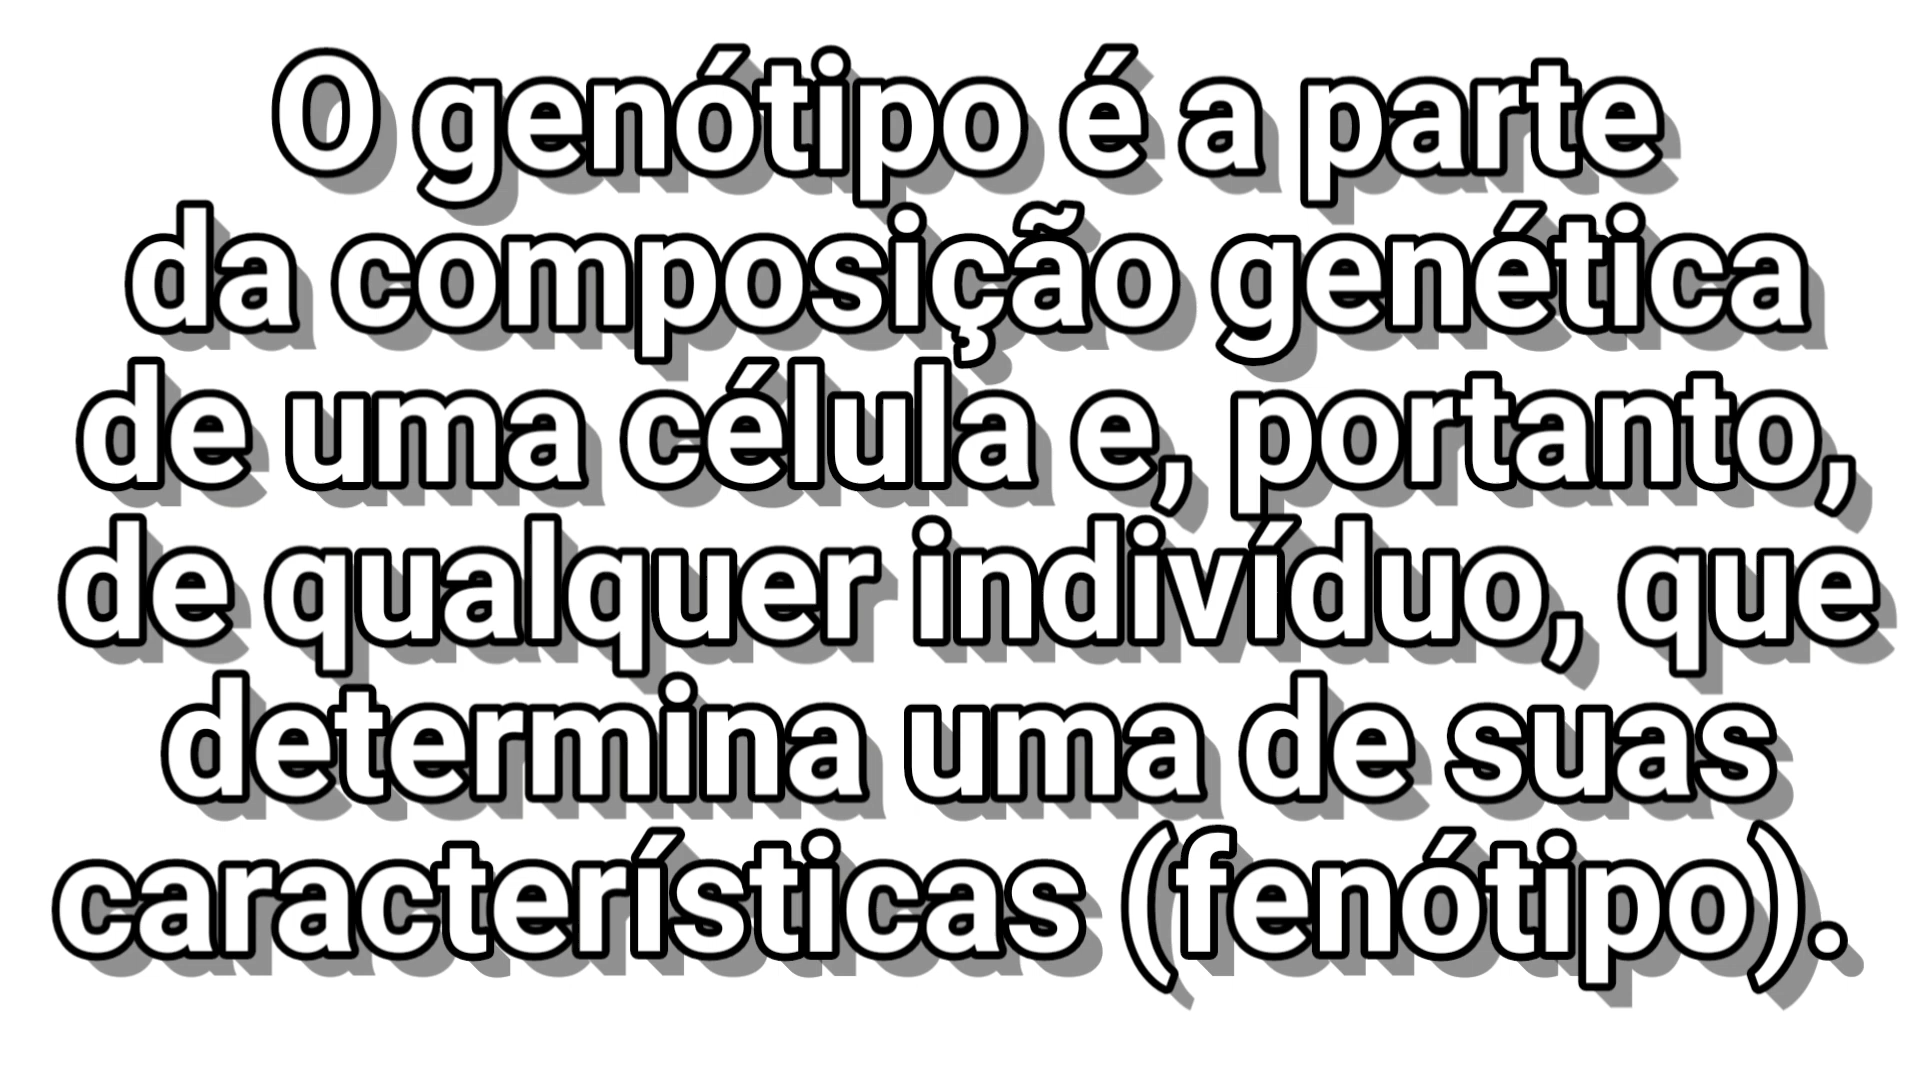 O genótipo é a parte
da composição genética
de uma célula e, portanto,
de qualquer indivíduo, que
determina uma de suas
características (fenótipo).